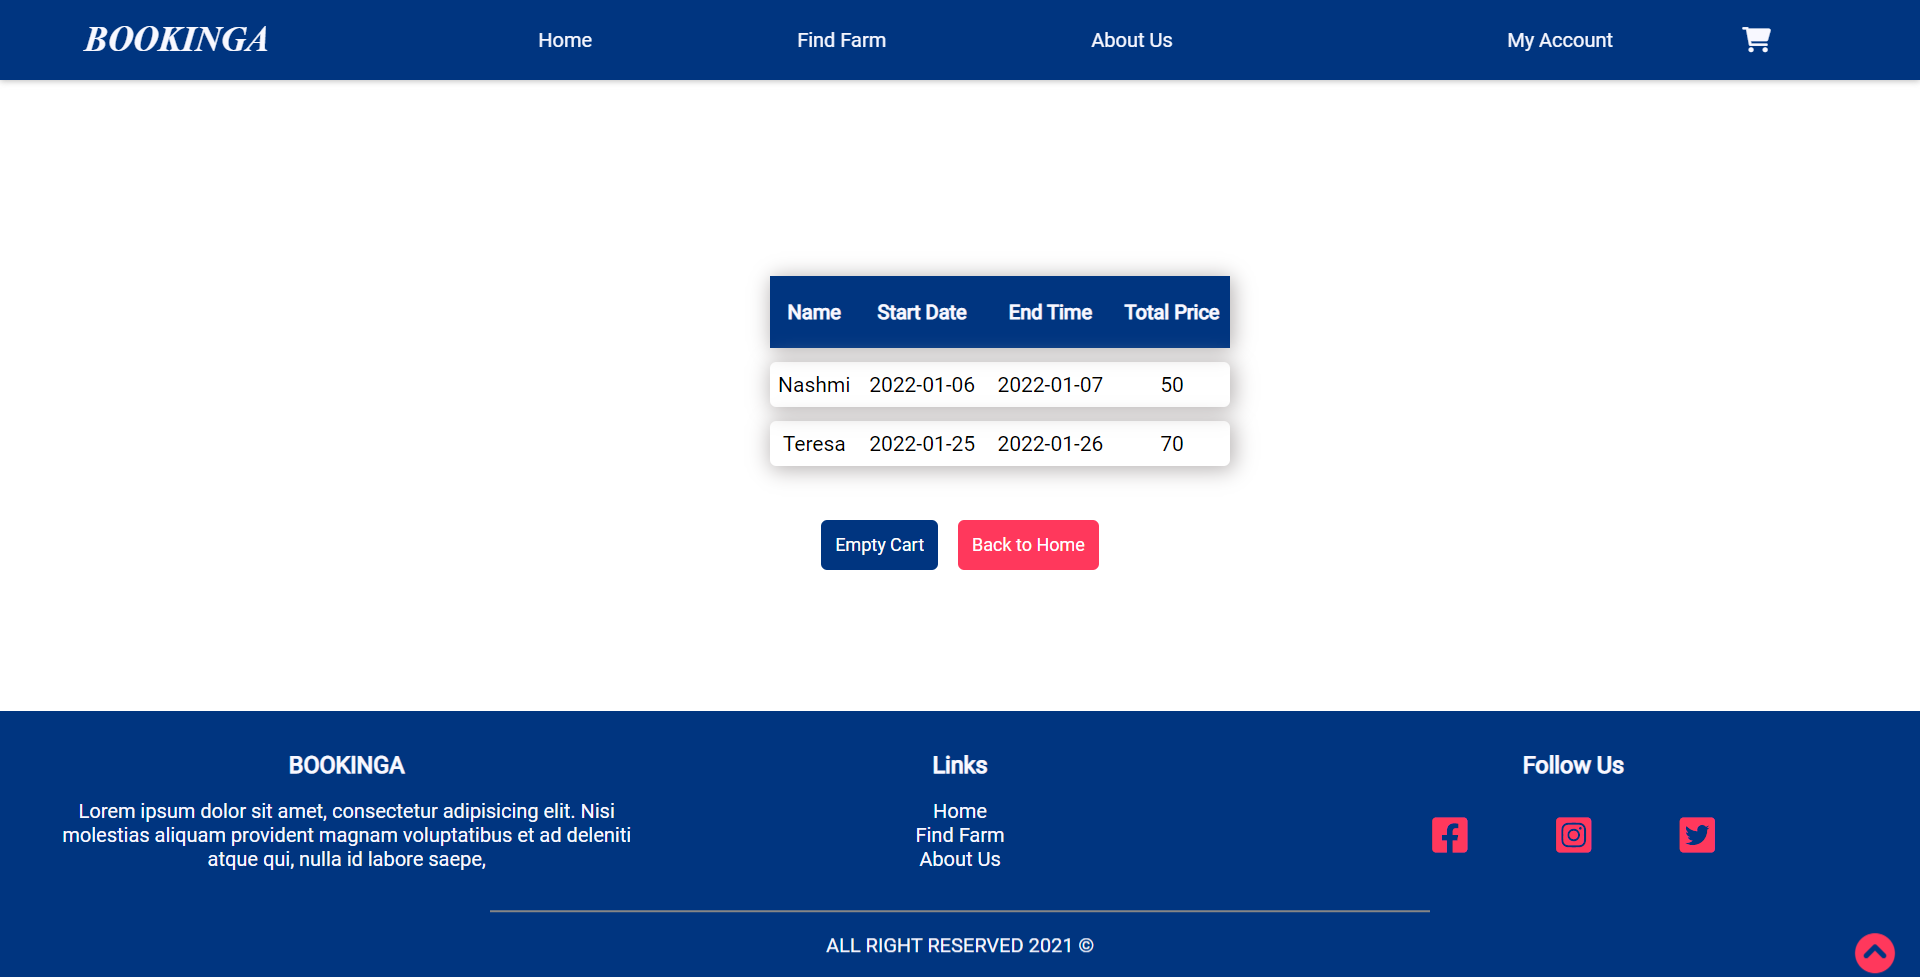 BOOKINGA Home Find Farm About Us My Account
Name Start Date End Time Total Price
Nashmi 2022-01-06 2022-01-07 50
Teresa 2022-01-25 2022-01-26 70
Empty Cart Back to Home
BOOKINGA
Lorem ipsum dolor sit amet, consectetur adipisicing elit. Nisi
molestias aliquam provident magnam voluptatibus et ad deleniti
atque qui, nulla id labore saepe,
Links
Home
Find Farm
About Us
Follow Us
ALL RIGHT RESERVED 2021 ©